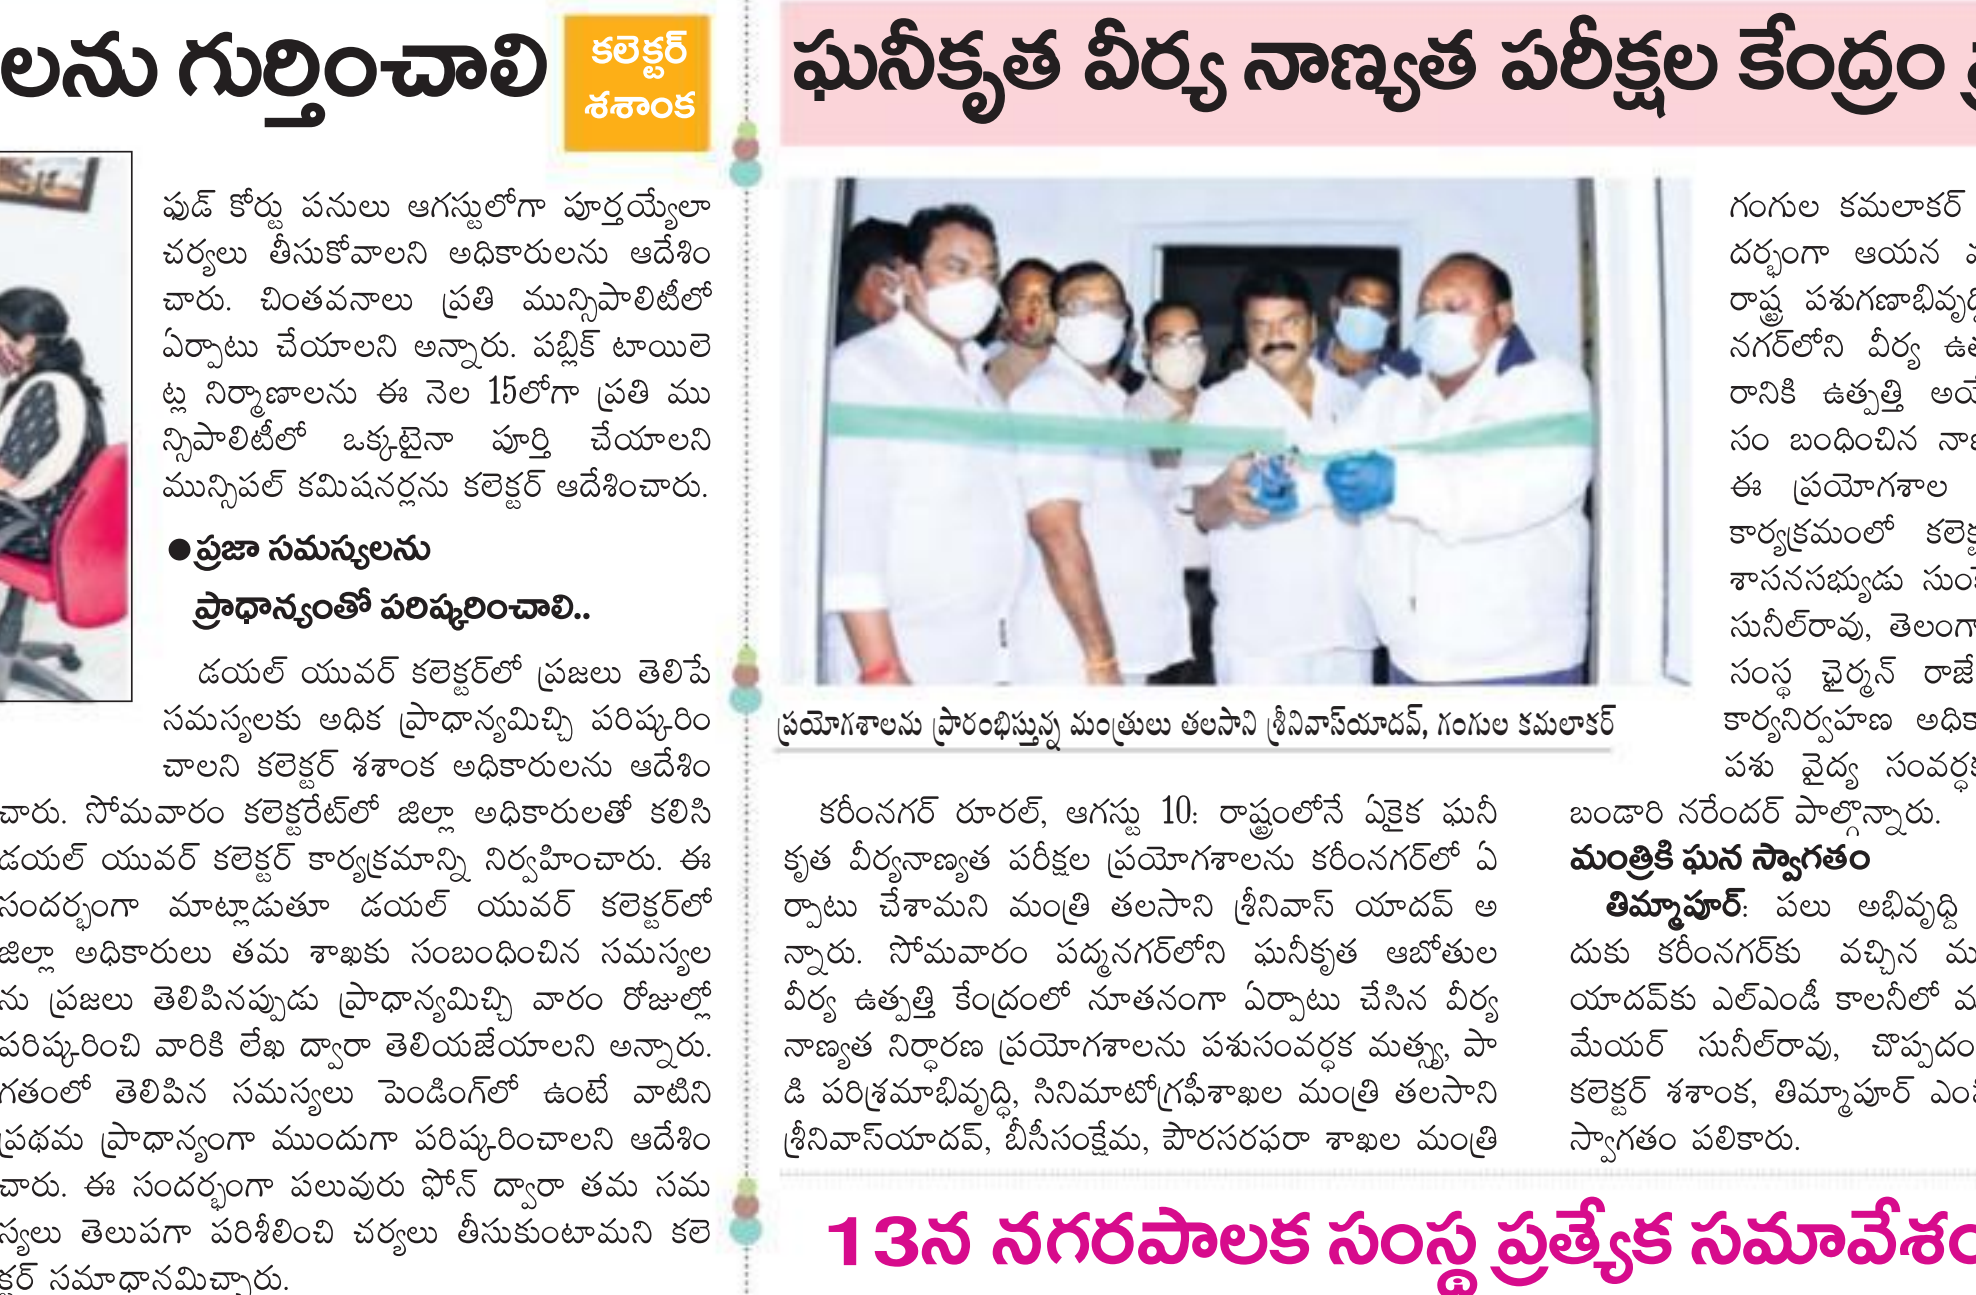 లను గుర్తించాలి
కలెక్టర్
శశాంక
ఫుడ్ కోర్టు పనులు ఆగస్టులోగా పూర్తయ్యేలా
చర్యలు తీసుకోవాలని అధికారులను ఆదేశిం
చారు. చింతవనాలు ప్రతి మున్సిపాలిటీలో
ఏర్పాటు చేయాలని అన్నారు. పబ్లిక్ టాయిలె
ట్ల నిర్మాణాలను ఈ నెల 15లోగా ప్రతి ము
న్సిపాలిటీలో ఒక్కటైనా పూర్తి చేయాలని
మున్సిపల్ కమిషనర్లను కలెక్టర్ ఆదేశించారు.
●ప్రజా సమస్యలను
ప్రాధాన్యంతో పరిష్కరించాలి..
డయల్ యువర్ కలెక్టర్‌లో ప్రజలు తెలిపే
సమస్యలకు అధిక ప్రాధాన్యమిచ్చి పరిష్కరిం
చాలని కలెక్టర్ శశాంక అధికారులను ఆదేశిం
చారు. సోమవారం కలెక్టరేట్‌లో జిల్లా అధికారులతో కలిసి
డయల్ యువర్ కలెక్టర్ కార్యక్రమాన్ని నిర్వహించారు. ఈ
సందర్భంగా మాట్లాడుతూ డయల్ యువర్ కలెక్టర్‌లో
జిల్లా అధికారులు తమ శాఖకు సంబంధించిన సమస్యల
ను ప్రజలు తెలిపినప్పుడు ప్రాధాన్యమిచ్చి వారం రోజుల్లో
పరిష్కరించి వారికి లేఖ ద్వారా తెలియజేయాలని అన్నారు.
గతంలో తెలిపిన సమస్యలు పెండింగ్‌లో ఉంటే వాటిని
ప్రథమ ప్రాధాన్యంగా ముందుగా పరిష్కరించాలని ఆదేశిం
చారు. ఈ సందర్భంగా పలువురు ఫోన్ ద్వారా తమ సమ
స్యలు తెలుపగా పరిశీలించి చర్యలు తీసుకుంటామని కలె
క్టర్ సమాధానమిచ్చారు.
ఘనీకృత వీర్య నాణ్యత పరీక్షల కేంద్రం
ప్రయోగశాలను ప్రారంభిస్తున్న మంత్రులు తలసాని శ్రీనివాస్‌యాదవ్, గంగుల కమలాకర్
కరీంనగర్ రూరల్, ఆగస్టు 10: రాష్ట్రంలోనే ఏకైక ఘనీ
కృత వీర్యనాణ్యత పరీక్షల ప్రయోగశాలను కరీంనగర్‌లో ఏ
ర్పాటు చేశామని మంత్రి తలసాని శ్రీనివాస్ యాదవ్ అ
న్నారు. సోమవారం పద్మనగర్‌లోని ఘనీకృత ఆబోతుల
వీర్య ఉత్పత్తి కేంద్రంలో నూతనంగా ఏర్పాటు చేసిన వీర్య
నాణ్యత నిర్ధారణ ప్రయోగశాలను పశుసంవర్ధక మత్స్య, పా
డి పరిశ్రమాభివృద్ధి, సినిమాటోగ్రఫీశాఖల మంత్రి తలసాని
శ్రీనివాస్‌యాదవ్, బీసీసంక్షేమ, పౌరసరఫరా శాఖల మంత్రి
గంగుల కమలాకర్
దర్భంగా ఆయన
రాష్ట్ర పశుగణాభివృద్ధి
నగర్‌లోని వీర్య
రానికి ఉత్పత్తి
సం బంధించిన
ఈ ప్రయోగశాల
కార్యక్రమంలో
శాసనసభ్యుడు
సునీల్‌రావు,
సంస్థ ఛైర్మన్
కార్యనిర్వహణ
పశు వైద్య
బండారి నరేందర్ పాల్గొన్నారు.
మంత్రికి ఘన స్వాగతం
తిమ్మాపూర్: పలు అభివృద్ధి
దుకు కరీంనగర్‌కు వచ్చిన
యాదవ్‌కు ఎల్ఎండీ కాలనీలో
మేయర్ సునీల్‌రావు,
కలెక్టర్ శశాంక, తిమ్మాపూర్
స్వాగతం పలికారు.
13న నగరపాలక సంస్థ ప్రత్యేక సమావేశం